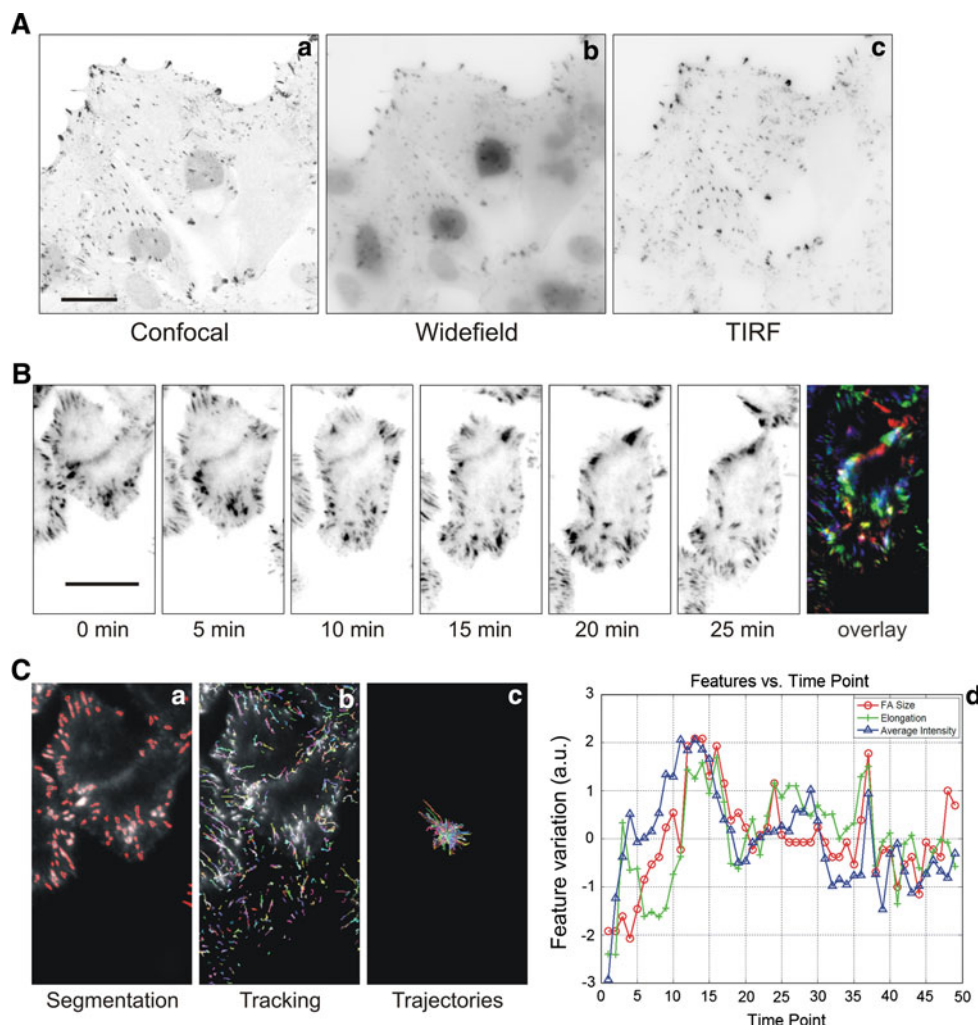 A
a
b
c
Confocal
Widefield
TIRF
B
0 min
5 min
10 min
15 min
20 min
25 min
overlay
C
a
b
c
Segmentation
Tracking
Trajectories
Features vs. Time Point
d
FA Size
Elongation
Average Intensity
Feature variation (a.u.)
3
2
1
0
-1
-2
-3
0 5 10 15 20 25 30 35 40 45 50
Time Point